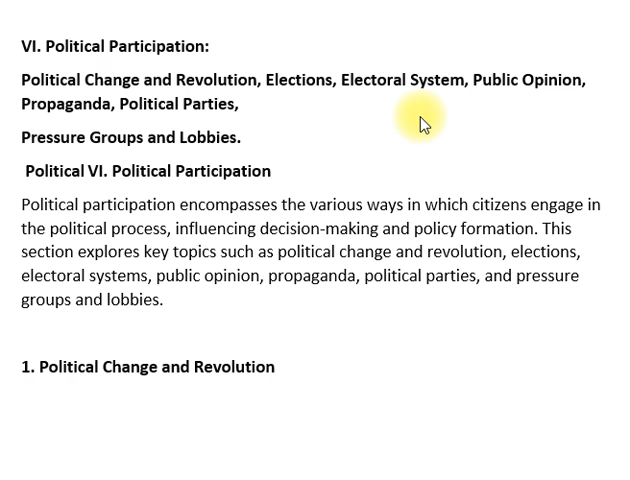 VI. Political Participation:
Political Change and Revolution, Elections, Electoral System, Public Opinion,
Propaganda, Political Parties,
Pressure Groups and Lobbies.
Political VI. Political Participation
Political participation encompasses the various ways in which citizens engage in
the political process, influencing decision-making and policy formation. This
section explores key topics such as political change and revolution, elections,
electoral systems, public opinion, propaganda, political parties, and pressure
groups and lobbies.
1. Political Change and Revolution